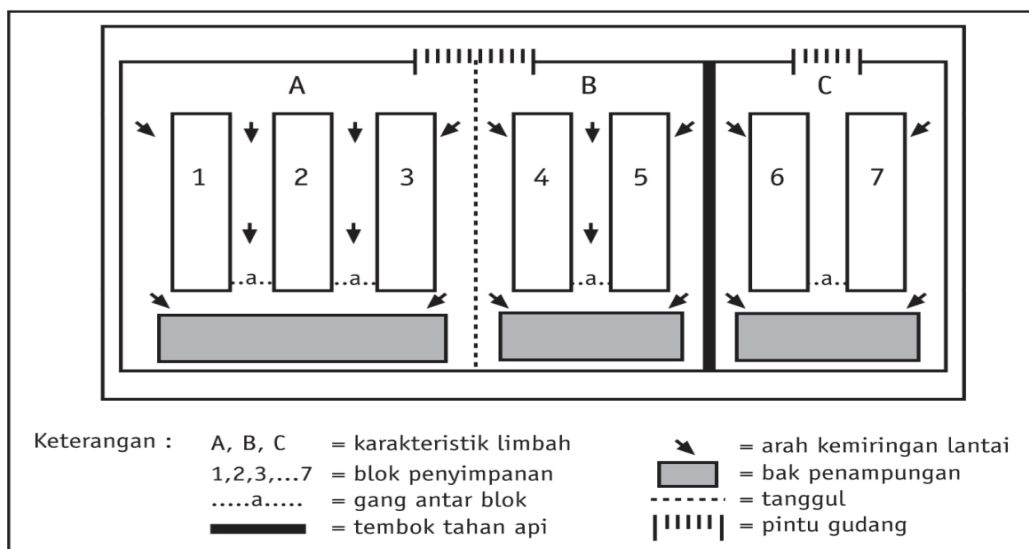 A B C
1 2 3 4 5 6 7
..a.. ..a.. ..a.. ..a..
Keterangan : A, B, C = karakteristik limbah
1,2,3,...7 = blok penyimpanan
.....a..... = gang antar blok
= tembok tahan api
= arah kemiringan lantai
= bak penampungan
= tanggul
= pintu gudang